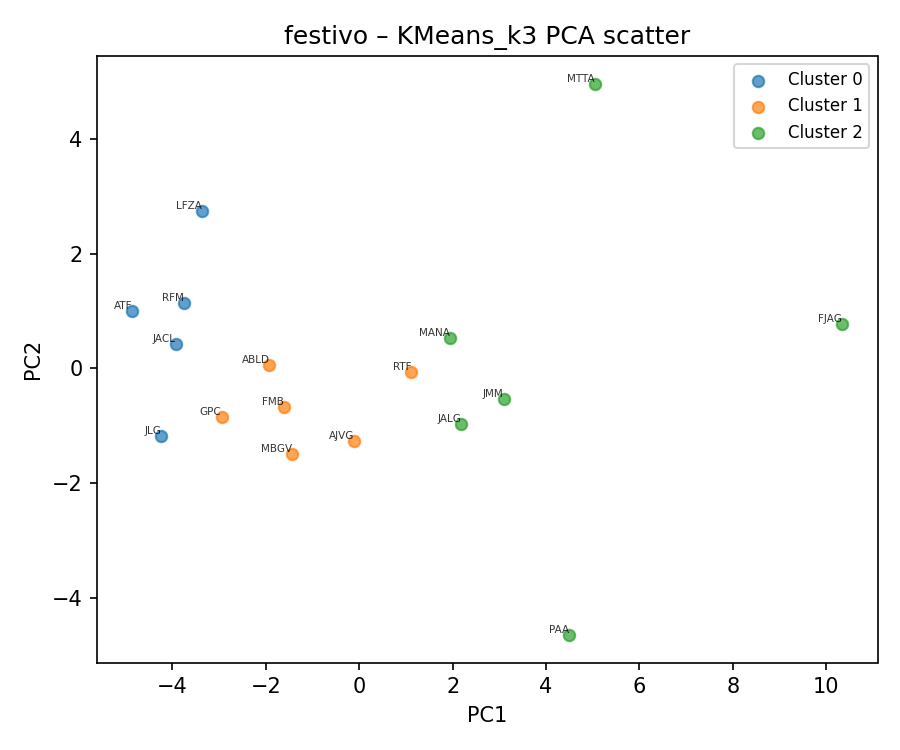 festivo – KMeans_k3 PCA scatter
MTTA
Cluster 0
Cluster 1
Cluster 2
4
LFZA
2
ATF
RFM
JACL
FJAG
MANA
ABLD
RTF
0
PC2
JMM
FMB
GPC
JALG
JLG
AJVG
MBGV
−2
−4
PAA
−4
−2
0
2
4
6
8
10
PC1